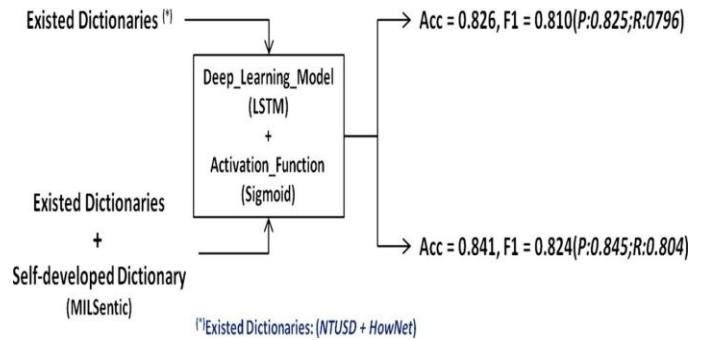 Existed Dictionaries (*)
Acc = 0.826, F1 = 0.810(P:0.825;R:0796)
Deep_Learning_Model
(LSTM)
+
Activation_Function
(Sigmoid)
Existed Dictionaries
+
Self-developed Dictionary
(MILSentic)
Acc = 0.841, F1 = 0.824(P:0.845;R:0.804)
(*)Existed Dictionaries: (NTUSD + HowNet)